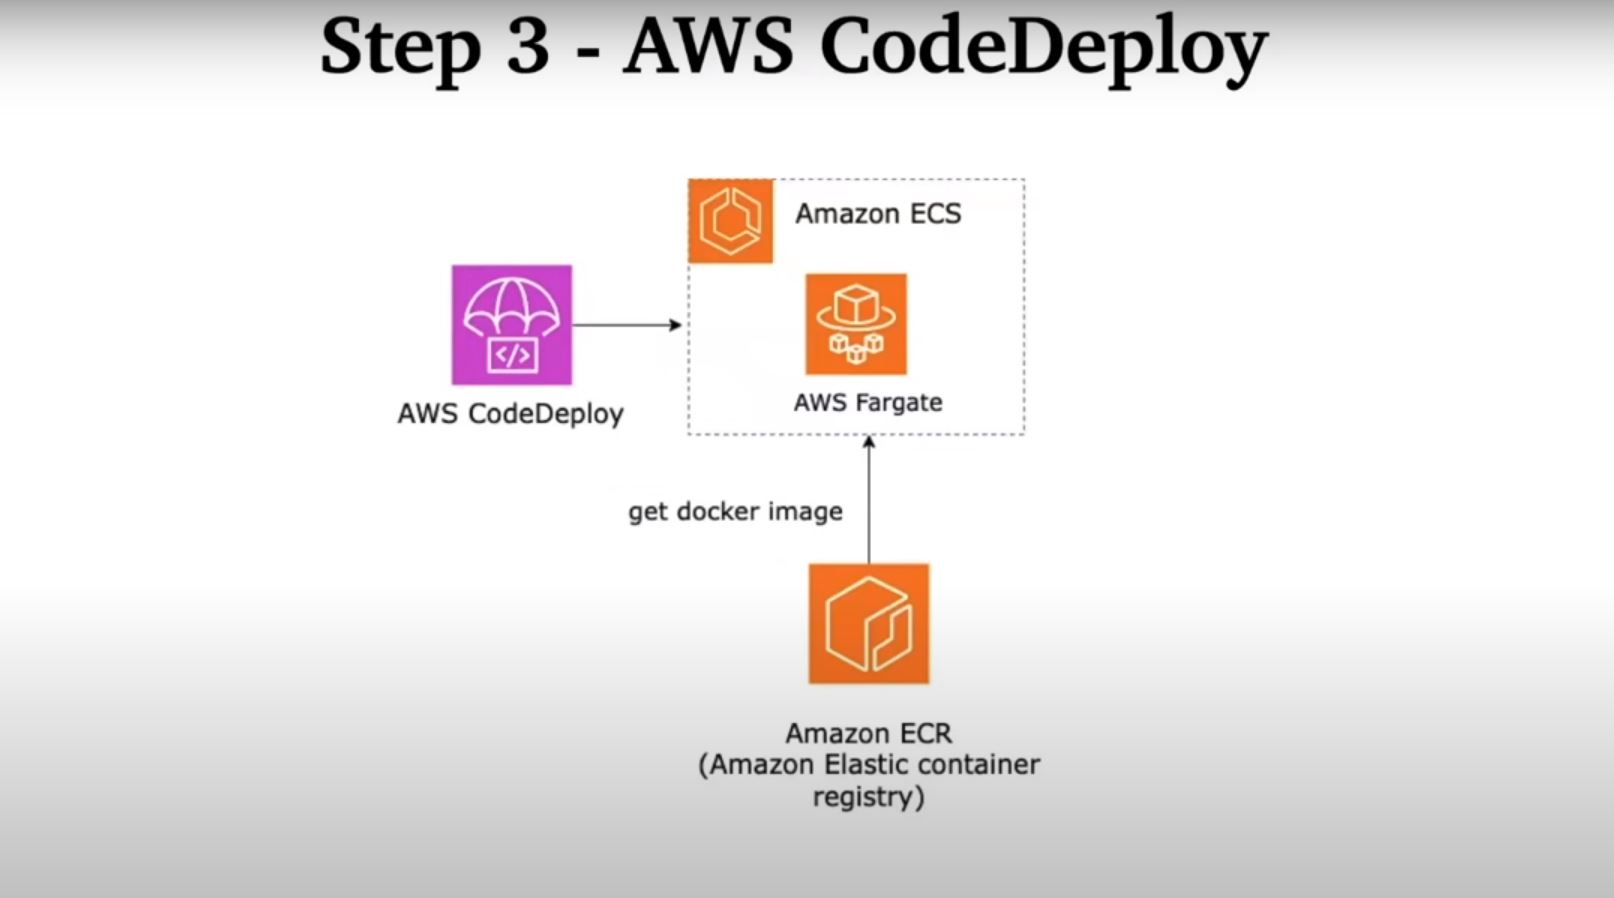 Step 3 - AWS CodeDeploy
Amazon ECS
</>
AWS Fargate
AWS CodeDeploy
get docker image
Amazon ECR
(Amazon Elastic container
registry)